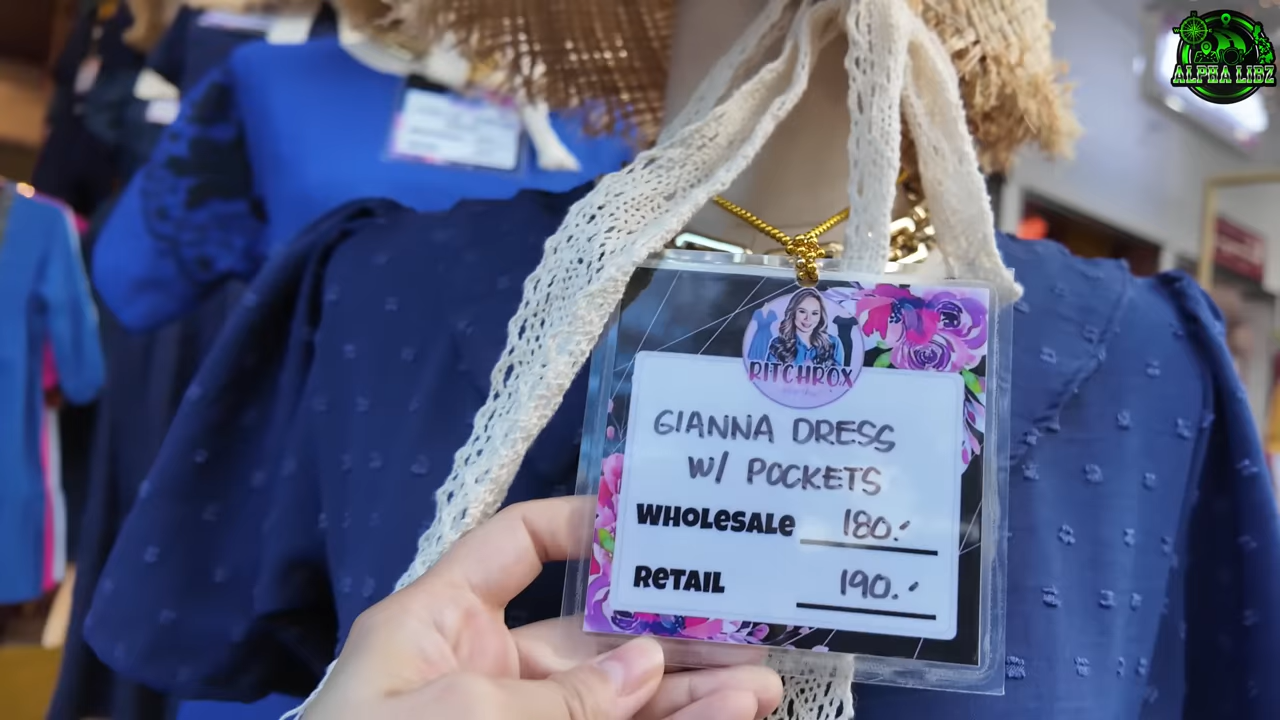 ALPHA LIBZ
RITCHROX
GIANNA DRESS
W/ POCKETS
WHOLESALE 180.-
RETAIL 190.-